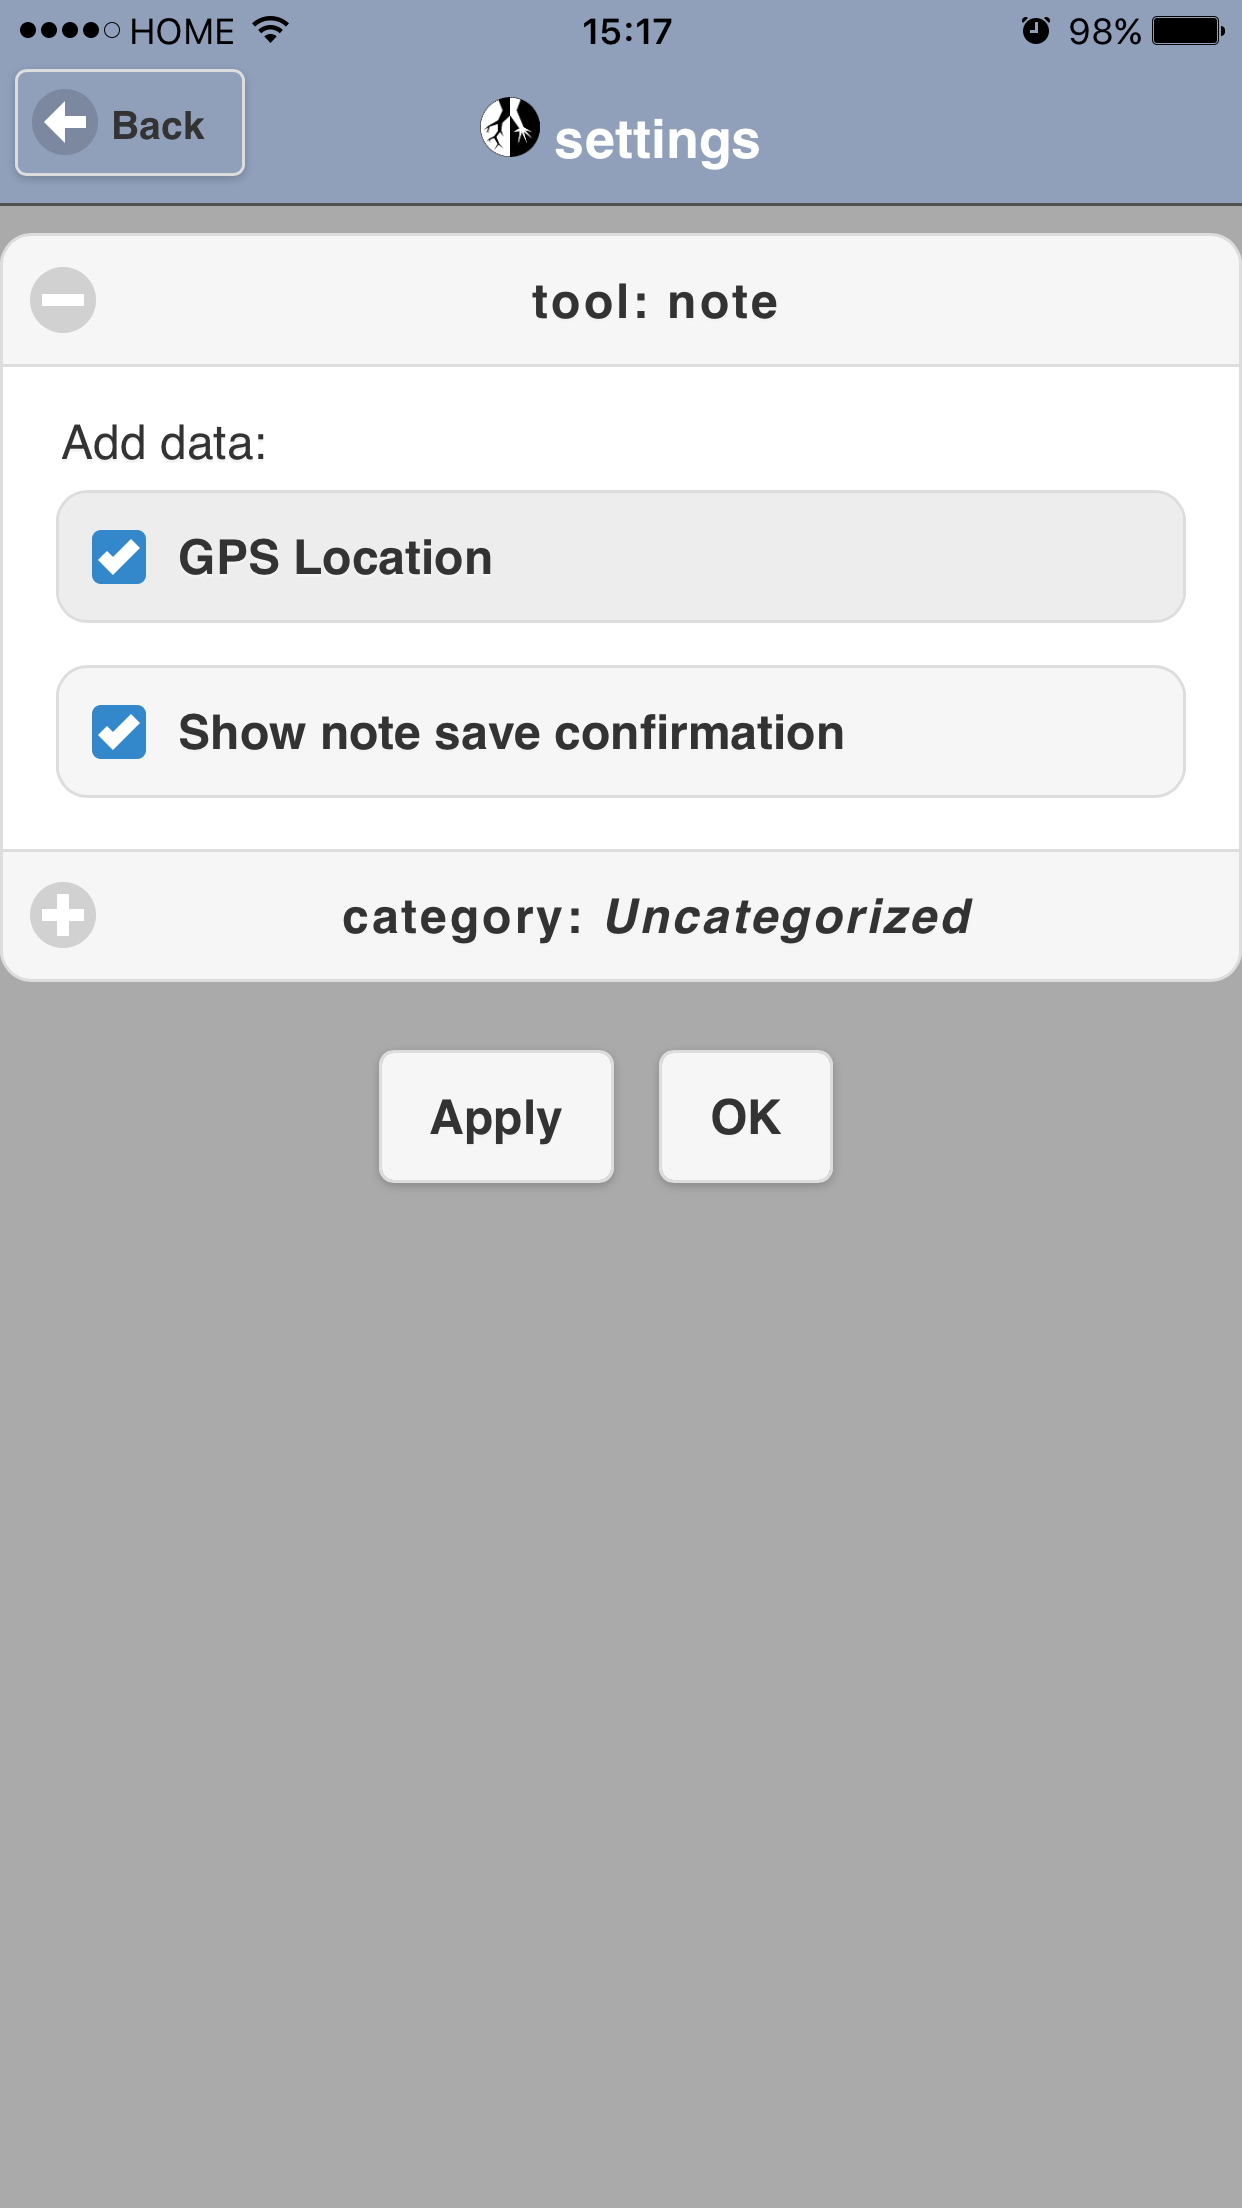 HOME 15:17 98%
Back
settings
tool: note
Add data:
GPS Location
Show note save confirmation
category: Uncategorized
Apply OK